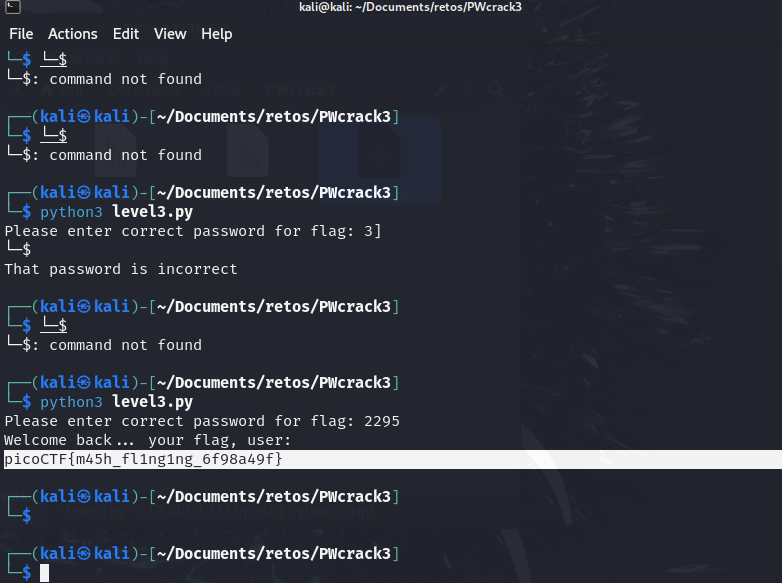 kali@kali: ~/Documents/retos/PWcrack3
File Actions Edit View Help
└─$ └─$
└─$: command not found
┌──(kali㉿kali)-[~/Documents/retos/PWcrack3]
└─$ └─$
└─$: command not found
┌──(kali㉿kali)-[~/Documents/retos/PWcrack3]
└─$ python3 level3.py
Please enter correct password for flag: 3]
└─$
That password is incorrect
┌──(kali㉿kali)-[~/Documents/retos/PWcrack3]
└─$ └─$
└─$: command not found
┌──(kali㉿kali)-[~/Documents/retos/PWcrack3]
└─$ python3 level3.py
Please enter correct password for flag: 2295
Welcome back... your flag, user:
picoCTF{m45h_fl1ng1ng_6f98a49f}
┌──(kali㉿kali)-[~/Documents/retos/PWcrack3]
└─$
┌──(kali㉿kali)-[~/Documents/retos/PWcrack3]
└─$